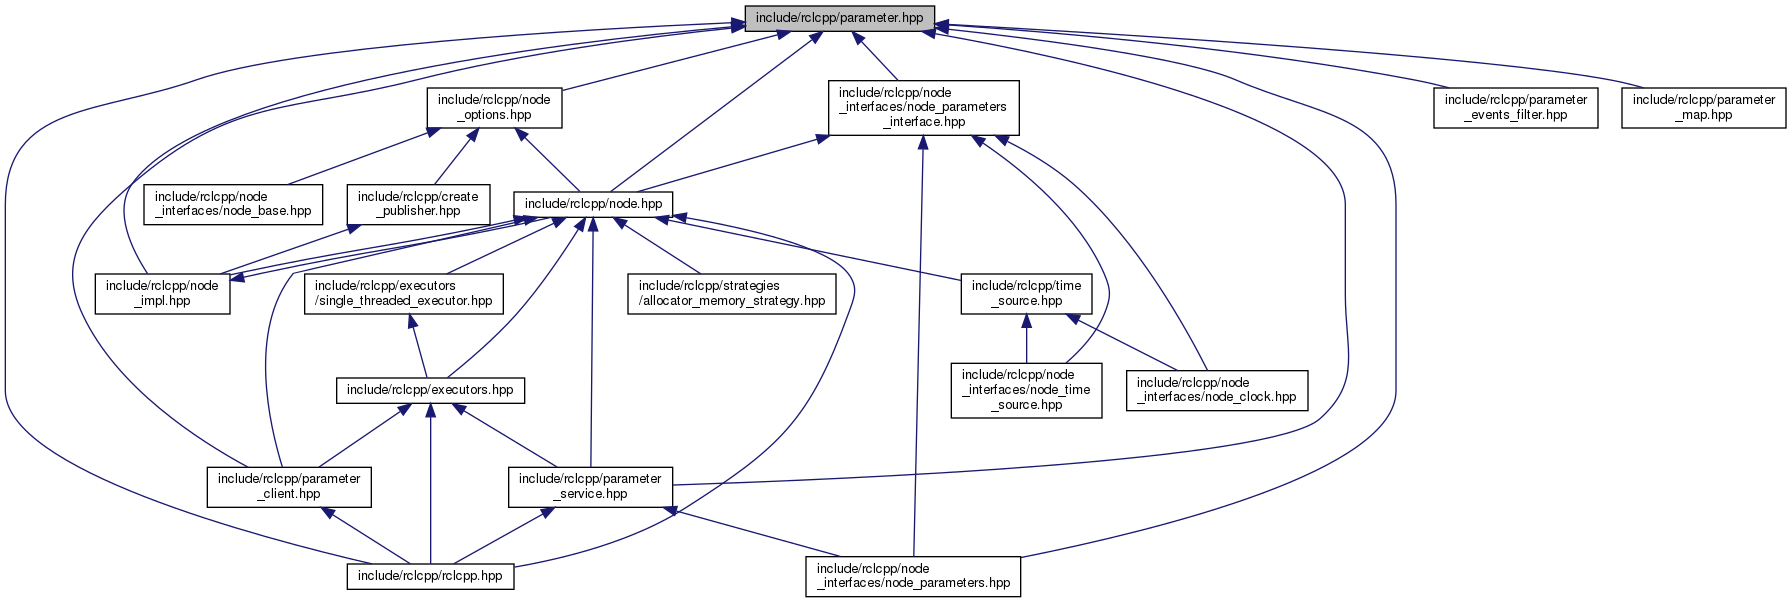 include/rclcpp/parameter.hpp
include/rclcpp/node
_options.hpp
include/rclcpp/node
_interfaces/node_parameters
_interface.hpp
include/rclcpp/parameter
_events_filter.hpp
include/rclcpp/parameter
_map.hpp
include/rclcpp/node
_interfaces/node_base.hpp
include/rclcpp/create
_publisher.hpp
include/rclcpp/node.hpp
include/rclcpp/node
_impl.hpp
include/rclcpp/executors
/single_threaded_executor.hpp
include/rclcpp/strategies
/allocator_memory_strategy.hpp
include/rclcpp/time
_source.hpp
include/rclcpp/executors.hpp
include/rclcpp/node
_interfaces/node_time
_source.hpp
include/rclcpp/node
_interfaces/node_clock.hpp
include/rclcpp/parameter
_client.hpp
include/rclcpp/parameter
_service.hpp
include/rclcpp/rclcpp.hpp
include/rclcpp/node
_interfaces/node_parameters.hpp